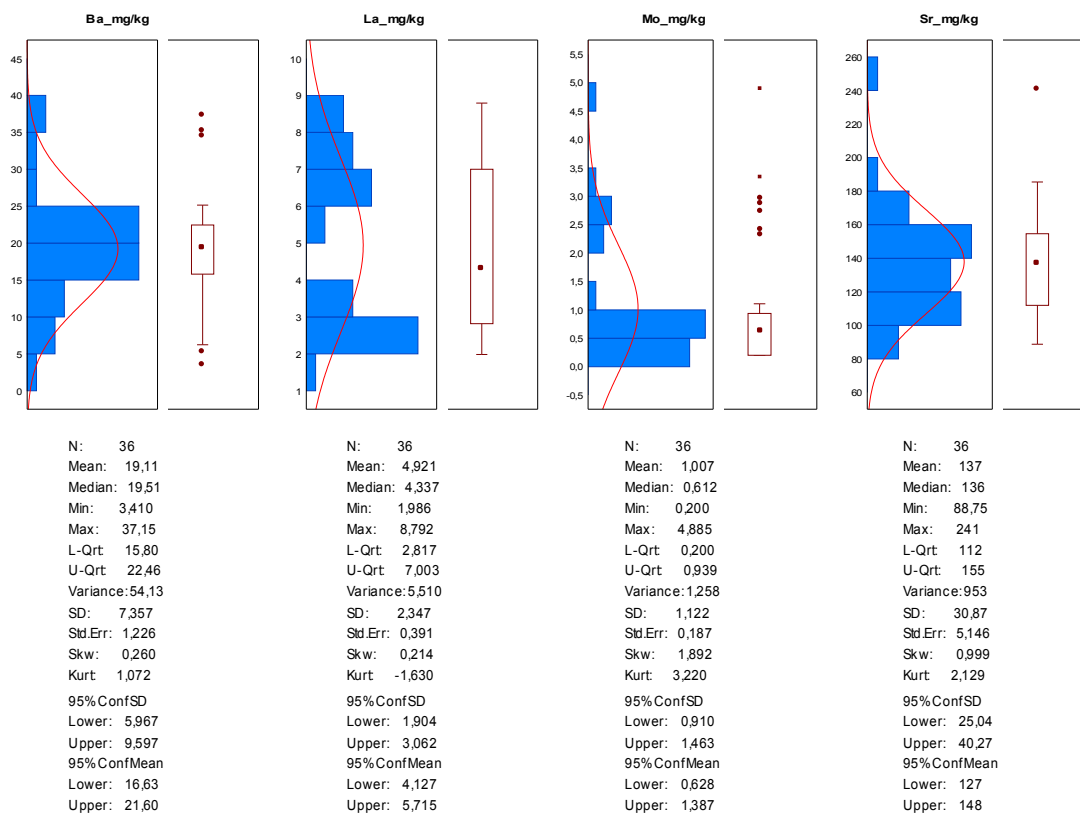 Ba_mg/kg
45
40
35
30
25
20
15
10
5
0
N: 36
Mean: 19,11
Median: 19,51
Min: 3,410
Max: 37,15
L-Qrt: 15,80
U-Qrt: 22,46
Variance: 54,13
SD: 7,357
Std.Err: 1,226
Skw: 0,260
Kurt: 1,072
95%ConfSD
Lower: 5,967
Upper: 9,597
95%ConfMean
Lower: 16,63
Upper: 21,60
La_mg/kg
10
9
8
7
6
5
4
3
2
1
N: 36
Mean: 4,921
Median: 4,337
Min: 1,986
Max: 8,792
L-Qrt: 2,817
U-Qrt: 7,003
Variance: 5,510
SD: 2,347
Std.Err: 0,391
Skw: 0,214
Kurt: -1,630
95%ConfSD
Lower: 1,904
Upper: 3,062
95%ConfMean
Lower: 4,127
Upper: 5,715
Mo_mg/kg
5,5
5,0
4,5
4,0
3,5
3,0
2,5
2,0
1,5
1,0
0,5
0,0
-0,5
N: 36
Mean: 1,007
Median: 0,612
Min: 0,200
Max: 4,885
L-Qrt: 0,200
U-Qrt: 0,939
Variance: 1,258
SD: 1,122
Std.Err: 0,187
Skw: 1,892
Kurt: 3,220
95%ConfSD
Lower: 0,910
Upper: 1,463
95%ConfMean
Lower: 0,628
Upper: 1,387
Sr_mg/kg
260
240
220
200
180
160
140
120
100
80
60
N: 36
Mean: 137
Median: 136
Min: 88,75
Max: 241
L-Qrt: 112
U-Qrt: 155
Variance: 953
SD: 30,87
Std.Err: 5,146
Skw: 0,999
Kurt: 2,129
95%ConfSD
Lower: 25,04
Upper: 40,27
95%ConfMean
Lower: 127
Upper: 148